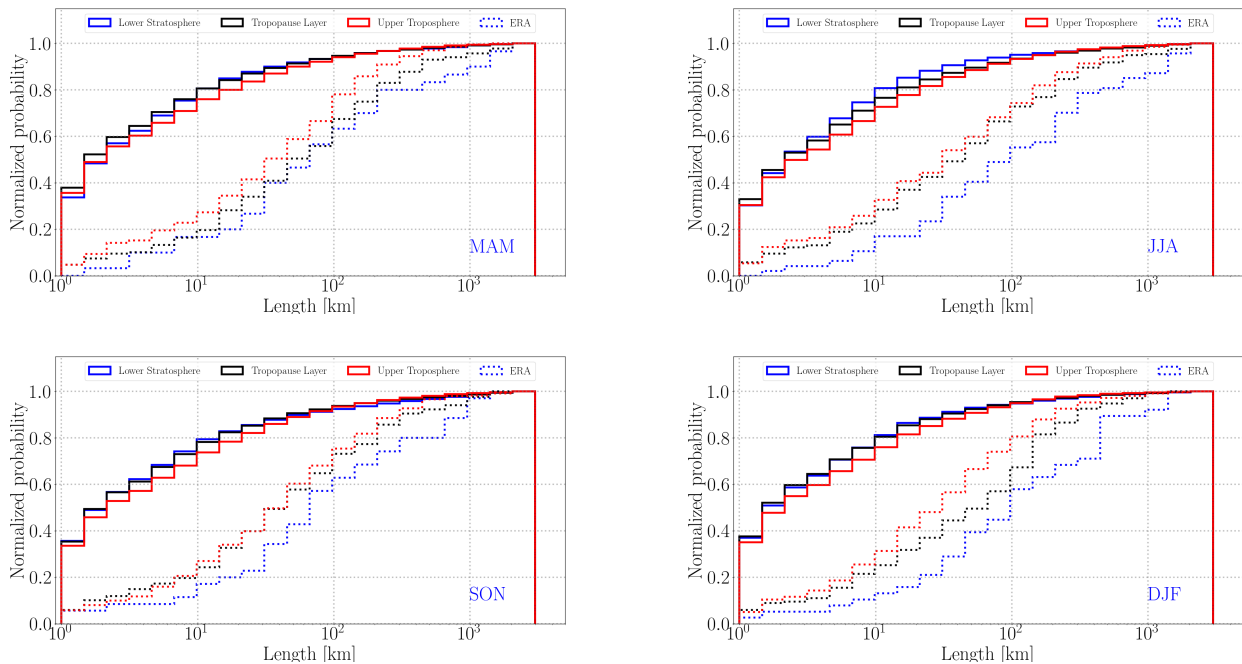 Lower Stratosphere Tropopause Layer Upper Troposphere ERA
1.0
0.8
0.6
0.4
0.2
0.0
Normalized probability
MAM
10^0 10^1 10^2 10^3
Length [km]
Lower Stratosphere Tropopause Layer Upper Troposphere ERA
1.0
0.8
0.6
0.4
0.2
0.0
Normalized probability
JJA
10^0 10^1 10^2 10^3
Length [km]
Lower Stratosphere Tropopause Layer Upper Troposphere ERA
1.0
0.8
0.6
0.4
0.2
0.0
Normalized probability
SON
10^0 10^1 10^2 10^3
Length [km]
Lower Stratosphere Tropopause Layer Upper Troposphere ERA
1.0
0.8
0.6
0.4
0.2
0.0
Normalized probability
DJF
10^0 10^1 10^2 10^3
Length [km]